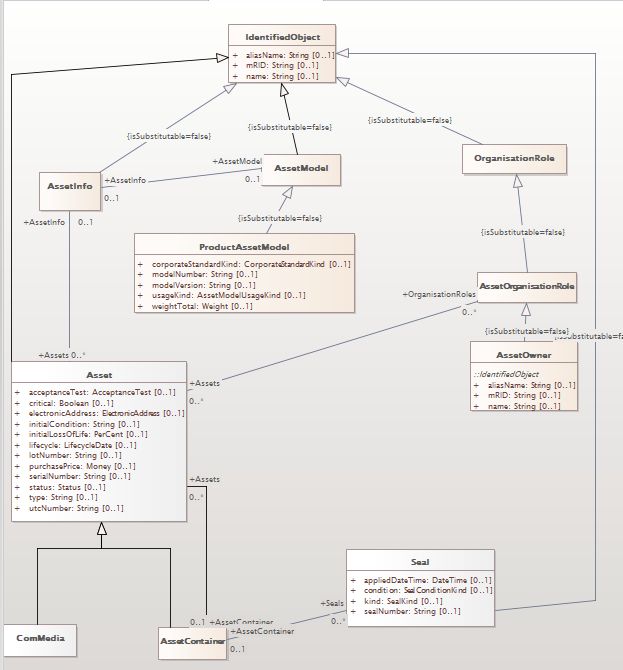 IdentifiedObject
+ aliasName: String [0..1]
+ mRID: String [0..1]
+ name: String [0..1]
{isSubstitutable=false}
{isSubstitutable=false}
{isSubstitutable=false}
OrganisationRole
+AssetModel
0..1
AssetModel
+AssetInfo
0..1
AssetInfo
+AssetInfo 0..1
{isSubstitutable=false}
{isSubstitutable=false}
ProductAssetModel
+ corporateStandardKind: CorporateStandardKind [0..1]
+ modelNumber: String [0..1]
+ modelVersion: String [0..1]
+ usageKind: AssetModelUsageKind [0..1]
+ weightTotal: Weight [0..1]
AssetOrganisationRole
+OrganisationRoles
0..*
{isSubstitutable=false}
{isSubstitutable=fa
AssetOwner
::IdentifiedObject
+ aliasName: String [0..1]
+ mRID: String [0..1]
+ name: String [0..1]
+Assets 0..*
Asset
+ acceptanceTest: AcceptanceTest [0..1]
+ critical: Boolean [0..1]
+ electronicAddress: ElectronicAddress [0..1]
+ initialCondition: String [0..1]
+ initialLossOfLife: PerCent [0..1]
+ lifecycle: LifecycleDate [0..1]
+ lotNumber: String [0..1]
+ purchasePrice: Money [0..1]
+ serialNumber: String [0..1]
+ status: Status [0..1]
+ type: String [0..1]
+ utcNumber: String [0..1]
+Assets
0..*
+Assets
0..*
Seal
+ appliedDateTime: DateTime [0..1]
+ condition: SealConditionKind [0..1]
+ kind: SealKind [0..1]
+ sealNumber: String [0..1]
+Seals
0..*
0..1 +AssetContainer
+AssetContainer
0..1
ComMedia
AssetContainer